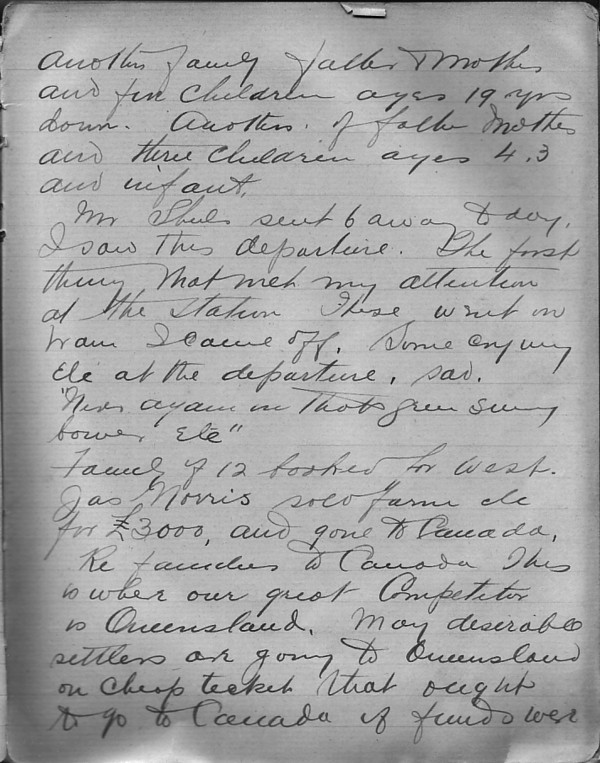 Another family father & Mother
and five Children ages 19 yrs
down. Another of father Mother
and three Children ages 4.3
and infant.
Mr Shiels sent 6 away today.
I saw this departure. The first
thing that met my attention
at the station These went on
train I came off. Some crying
etc at the departure, sad.
"Never again in that green sunny
bower Etc"
Family of 12 booked for West.
Jas Norris sold farm etc
for £3000, and gone to Canada.
Re families to Canada This
is where our great Competitor
is Queensland. Many desirable
settlers are going to Queensland
on cheap ticket that ought
to go to Canada if funds were